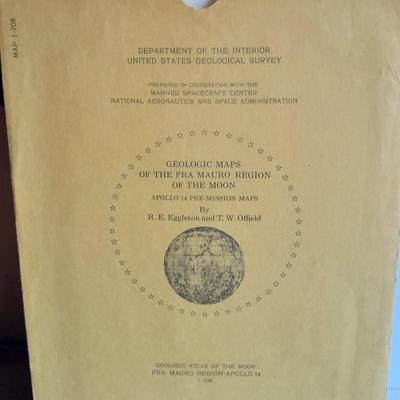 MAP I-708
DEPARTMENT OF THE INTERIOR
UNITED STATES GEOLOGICAL SURVEY
PREPARED IN COOPERATION WITH THE
MANNED SPACECRAFT CENTER
NATIONAL AERONAUTICS AND SPACE ADMINISTRATION
GEOLOGIC MAPS
OF THE FRA MAURO REGION
OF THE MOON
APOLLO 14 PRE-MISSION MAPS
By
R. E. Eggleton and T. W. Offield
GEOLOGIC ATLAS OF THE MOON
FRA MAURO REGION-APOLLO 14
I-708